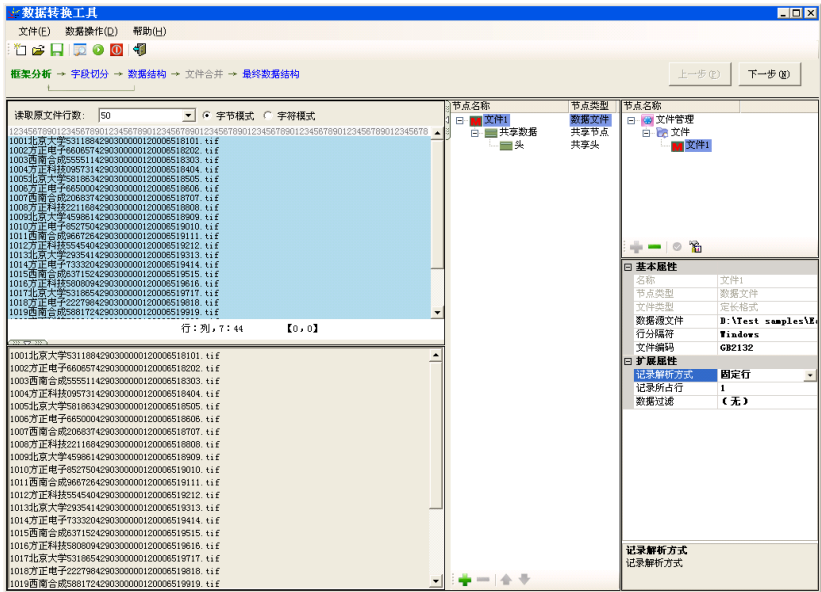 数据转换工具
文件(F) 数据操作(D) 帮助(H)
框架分析 → 字段切分 → 数据结构 → 文件合并 → 最终数据结构
上一步(P) 下一步(N)
读取原文件行数: 50 字节模式 字符模式
12345678901234567890123456789012345678901234567890123456789012345678
1001北京大学5311884290300000120006518101.tif
1002方正电子6606574290300000120006518202.tif
1003西南合成5555114290300000120006518303.tif
1004方正科技0957314290300000120006518404.tif
1005北京大学5818634290300000120006518505.tif
1006方正电子6650004290300000120006518606.tif
1007西南合成2068374290300000120006518707.tif
1008方正科技2211684290300000120006518808.tif
1009北京大学4598614290300000120006518909.tif
1010方正电子8527504290300000120006519010.tif
1011西南合成9667264290300000120006519111.tif
1012方正科技5545404290300000120006519212.tif
1013北京大学2935414290300000120006519313.tif
1014方正电子7333204290300000120006519414.tif
1015西南合成6371524290300000120006519515.tif
1016方正科技5808094290300000120006519616.tif
1017北京大学5318654290300000120006519717.tif
1018方正电子2227984290300000120006519818.tif
1019西南合成5881724290300000120006519919.tif
行:列,7:44 【0,0】
1001北京大学5311884290300000120006518101.tif
1002方正电子6606574290300000120006518202.tif
1003西南合成5555114290300000120006518303.tif
1004方正科技0957314290300000120006518404.tif
1005北京大学5818634290300000120006518505.tif
1006方正电子6650004290300000120006518606.tif
1007西南合成2068374290300000120006518707.tif
1008方正科技2211684290300000120006518808.tif
1009北京大学4598614290300000120006518909.tif
1010方正电子8527504290300000120006519010.tif
1011西南合成9667264290300000120006519111.tif
1012方正科技5545404290300000120006519212.tif
1013北京大学2935414290300000120006519313.tif
1014方正电子7333204290300000120006519414.tif
1015西南合成6371524290300000120006519515.tif
1016方正科技5808094290300000120006519616.tif
1017北京大学5318654290300000120006519717.tif
1018方正电子2227984290300000120006519818.tif
1019西南合成5881724290300000120006519919.tif
节点名称 节点类型
文件1 数据文件
共享数据 共享节点
头 共享头
节点名称
文件管理
文件
文件1
基本属性
名称 文件1
节点类型 数据文件
文件类型 定长格式
数据源文件 D:\Test samples\
行分隔符 Windows
文件编码 GB2132
扩展属性
记录解析方式 固定行
记录所占行 1
数据过滤 (无)
记录解析方式
记录解析方式